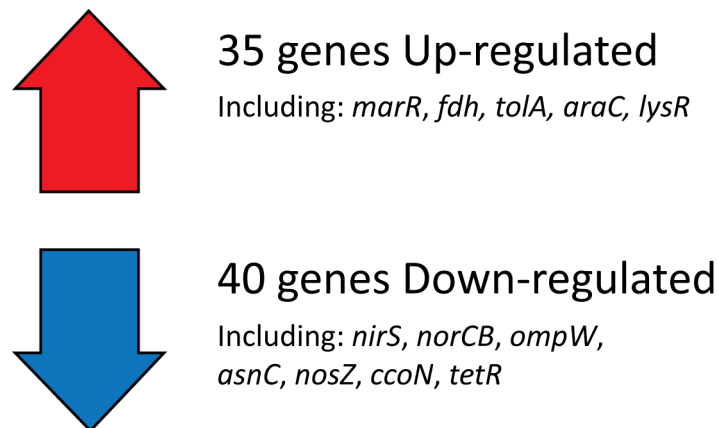 35 genes Up-regulated
Including: marR, fdh, tolA, araC, lysR
40 genes Down-regulated
Including: nirS, norCB, ompW,
asnC, nosZ, ccoN, tetR